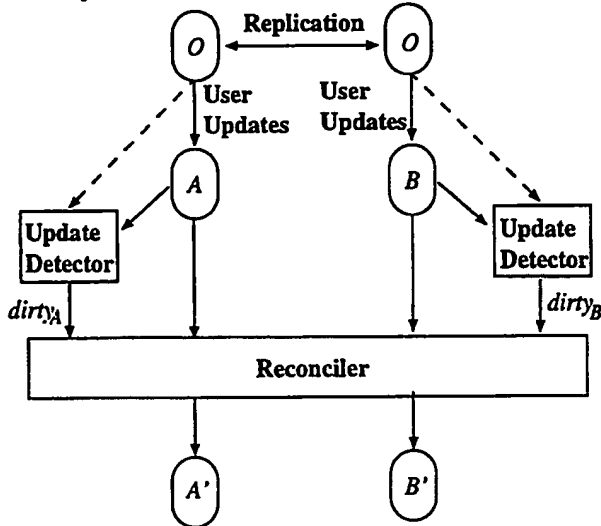 Replication
O
O
User
Updates
User
Updates
A
B
Update
Detector
Update
Detector
dirtyA
dirtyB
Reconciler
A'
B'